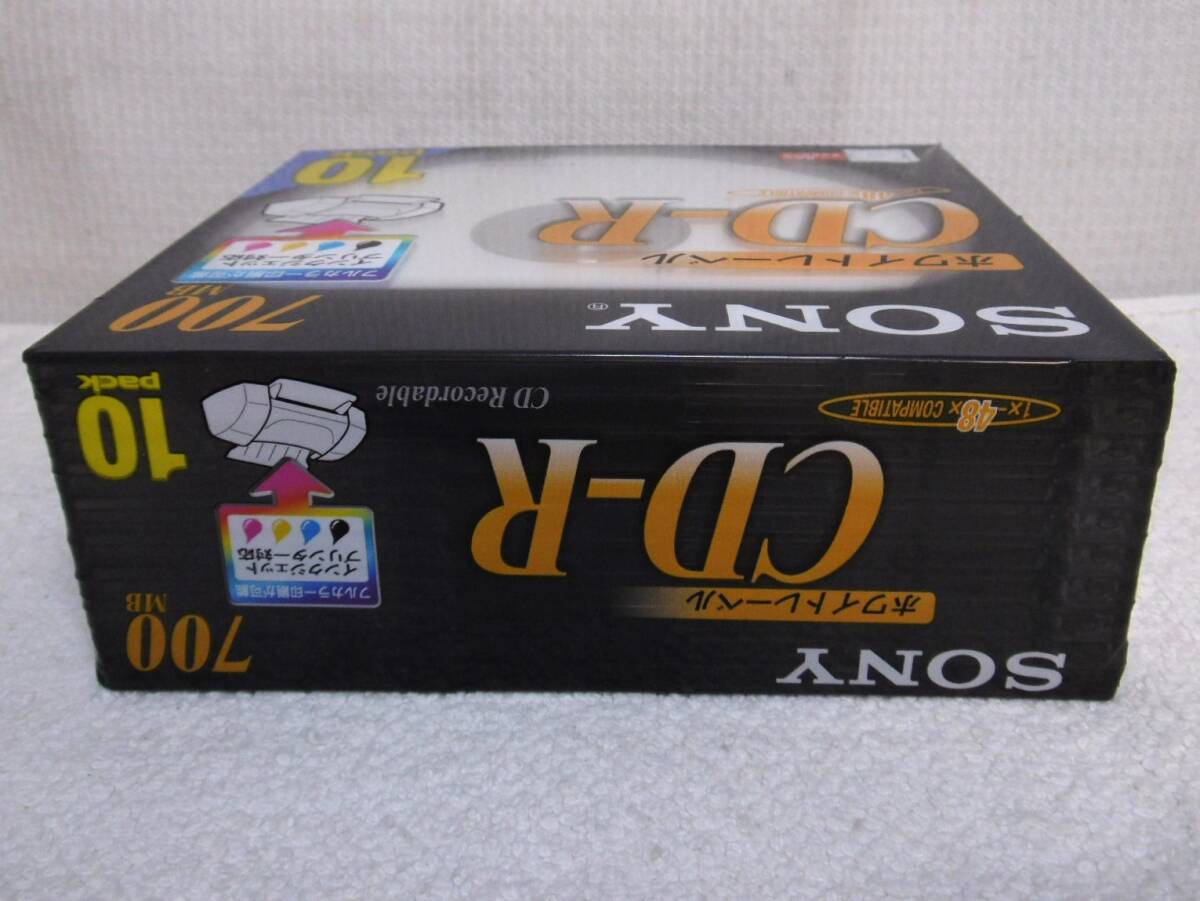 SONY
ホワイトレーベル
CD-R
1×-48× COMPATIBLE
CD Recordable
700
MB
フルカラー印刷が可能
インクジェット
プリンター対応
10
pack
SONY®
ホワイトレーベル
CD-R
48× COMPATIBLE
700
MB
フルカラー印刷が可能
インクジェット
プリンター対応
10